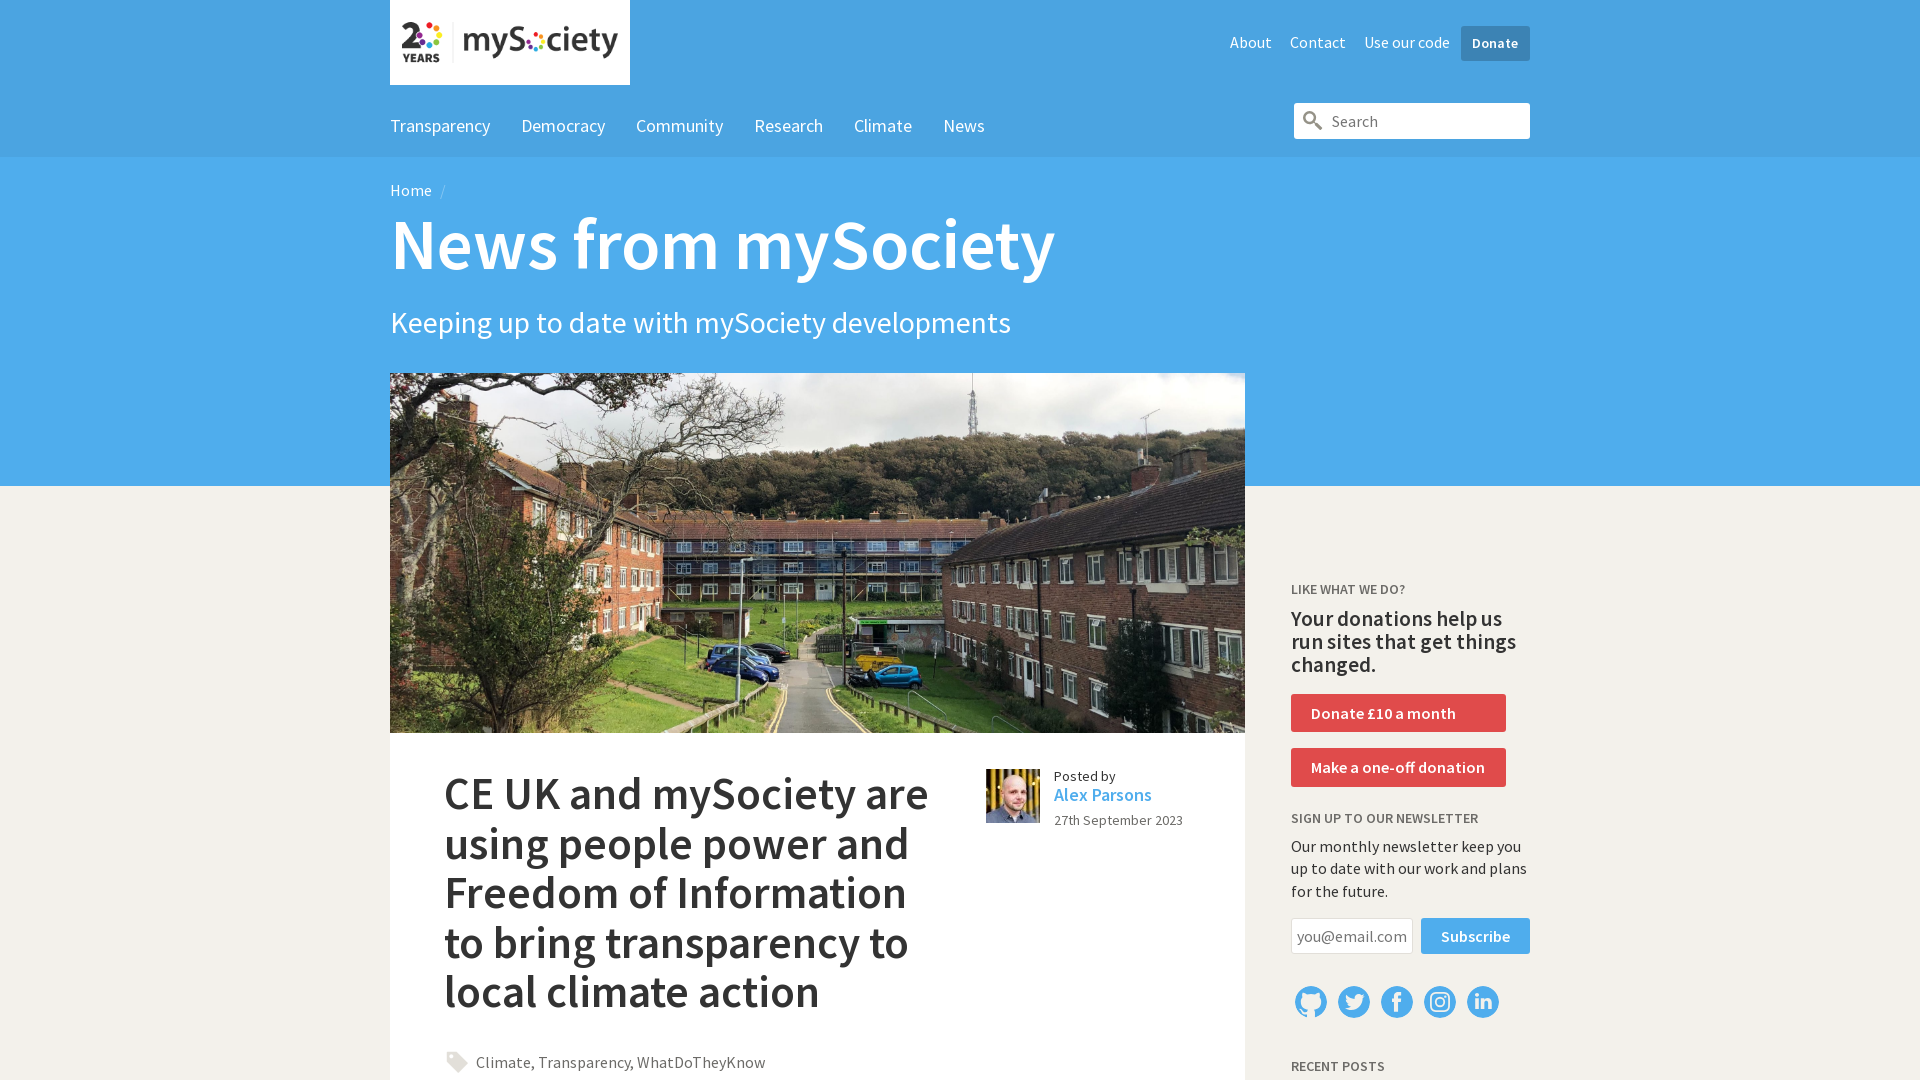 20 YEARS mySociety
About Contact Use our code Donate
Transparency Democracy Community Research Climate News
Search
Home /
News from mySociety
Keeping up to date with mySociety developments
CE UK and mySociety are
using people power and
Freedom of Information
to bring transparency to
local climate action
Posted by
Alex Parsons
27th September 2023
Climate, Transparency, WhatDoTheyKnow
LIKE WHAT WE DO?
Your donations help us
run sites that get things
changed.
Donate £10 a month
Make a one-off donation
SIGN UP TO OUR NEWSLETTER
Our monthly newsletter keep you
up to date with our work and plans
for the future.
you@email.com Subscribe
RECENT POSTS